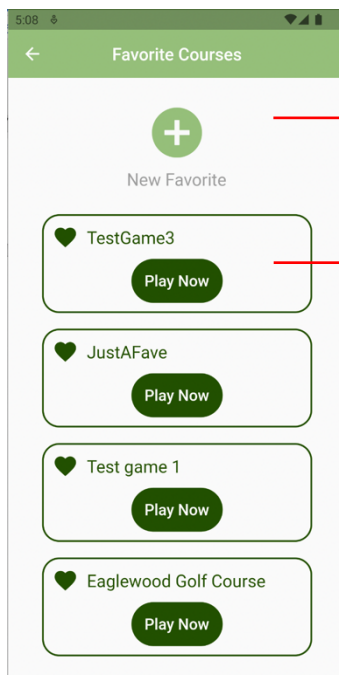 5:08
Favorite Courses
New Favorite
TestGame3
Play Now
JustAFave
Play Now
Test game 1
Play Now
Eaglewood Golf Course
Play Now